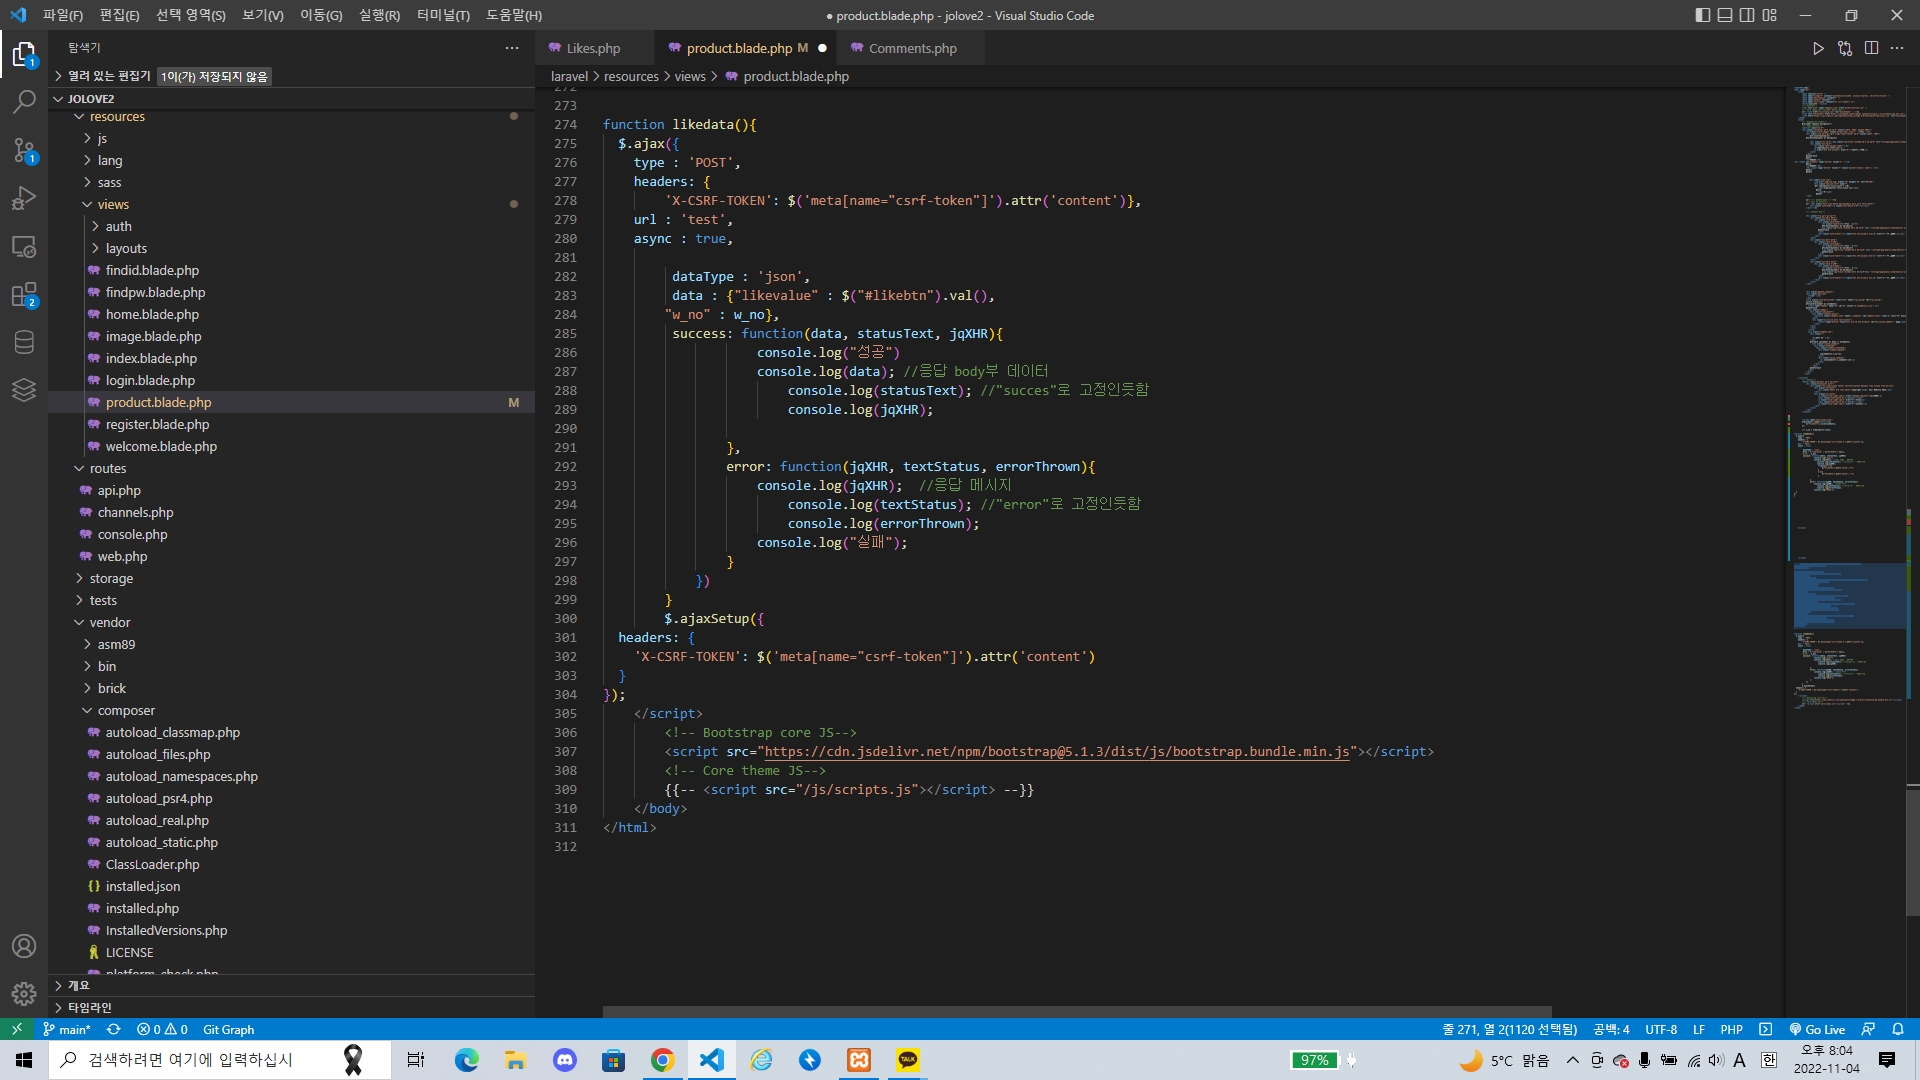 파일(F) 편집(E) 선택 영역(S) 보기(V) 이동(G) 실행(R) 터미널(T) 도움말(H)
● product.blade.php - jolove2 - Visual Studio Code
탐색기
열려 있는 편집기 1이(가) 저장되지 않음
JOLOVE2
resources
js
lang
sass
views
auth
layouts
findid.blade.php
findpw.blade.php
home.blade.php
image.blade.php
index.blade.php
login.blade.php
product.blade.php M
register.blade.php
welcome.blade.php
routes
api.php
channels.php
console.php
web.php
storage
tests
vendor
asm89
bin
brick
composer
autoload_classmap.php
autoload_files.php
autoload_namespaces.php
autoload_psr4.php
autoload_real.php
autoload_static.php
ClassLoader.php
installed.json
installed.php
InstalledVersions.php
LICENSE
platform_check.php
개요
타임라인
1
1
2
Likes.php product.blade.php M Comments.php
laravel > resources > views > product.blade.php
272
273
274 function likedata(){
275 $.ajax({
276 type : 'POST',
277 headers: {
278 'X-CSRF-TOKEN': $('meta[name="csrf-token"]').attr('content')},
279 url : 'test',
280 async : true,
281
282 dataType : 'json',
283 data : {"likevalue" : $("#likebtn").val(),
284 "w_no" : w_no},
285 success: function(data, statusText, jqXHR){
286 console.log("성공")
287 console.log(data); //응답 body부 데이터
288 console.log(statusText); //"succes"로 고정인듯함
289 console.log(jqXHR);
290
291 },
292 error: function(jqXHR, textStatus, errorThrown){
293 console.log(jqXHR);  //응답 메시지
294 console.log(textStatus); //"error"로 고정인듯함
295 console.log(errorThrown);
296 console.log("실패");
297 }
298 })
299 }
300 $.ajaxSetup({
301 headers: {
302 'X-CSRF-TOKEN': $('meta[name="csrf-token"]').attr('content')
303 }
304 });
305 </script>
306 <!-- Bootstrap core JS-->
307 <script src="https://cdn.jsdelivr.net/npm/bootstrap@5.1.3/dist/js/bootstrap.bundle.min.js"></script>
308 <!-- Core theme JS-->
309 {{-- <script src="/js/scripts.js"></script> --}}
310 </body>
311 </html>
312
main* 0 0 Git Graph
줄 271, 열 2(1120 선택됨) 공백: 4 UTF-8 LF PHP Go Live
검색하려면 여기에 입력하십시
TALK
97%
5°C 맑음
A 한
오후 8:04
2022-11-04